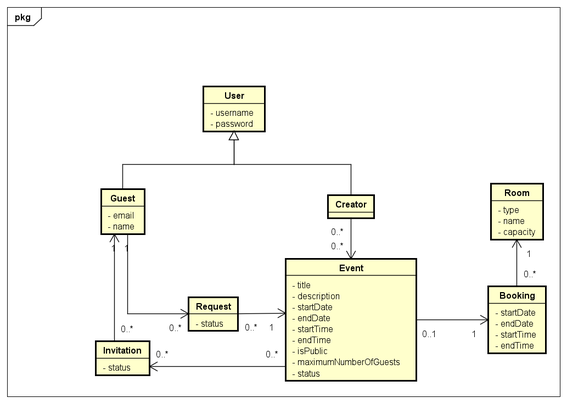 pkg
User
- username
- password
Guest
- email
- name
Creator
Room
- type
- name
- capacity
1
1
0..*
0..*
1
0..*
Event
- title
- description
- startDate
- endDate
- startTime
- endTime
- isPublic
- maximumNumberOfGuests
- status
Booking
- startDate
- endDate
- startTime
- endTime
Request
- status
0..*
0..*
0..*
1
0..1
1
Invitation
- status
0..*
0..*